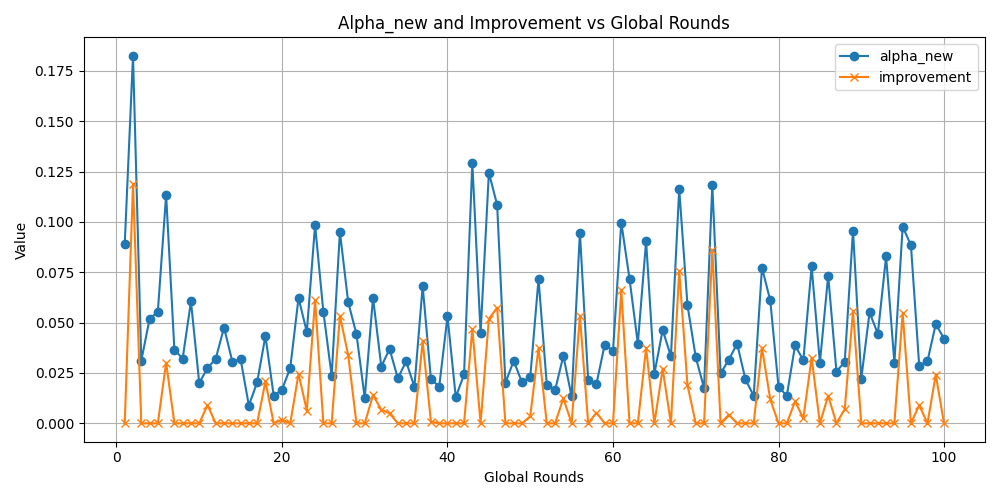 Alpha_new and Improvement vs Global Rounds
alpha_new
improvement
Value
0.175
0.150
0.125
0.100
0.075
0.050
0.025
0.000
0 20 40 60 80 100
Global Rounds